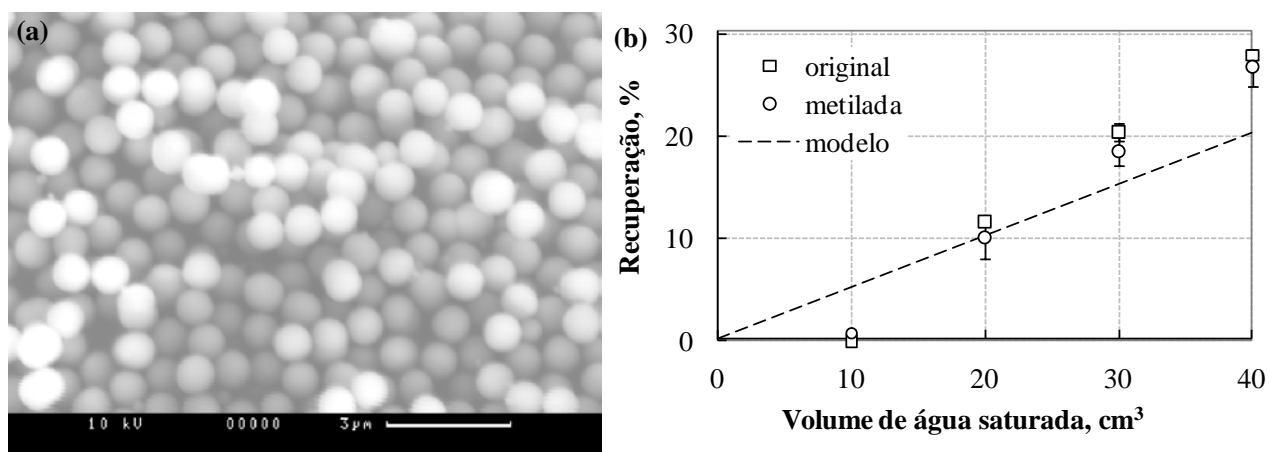 (a)
10 kV 00000 3µm
(b)
30
20
10
0
0 10 20 30 40
original
metilada
modelo
Recuperação, %
Volume de água saturada, cm³